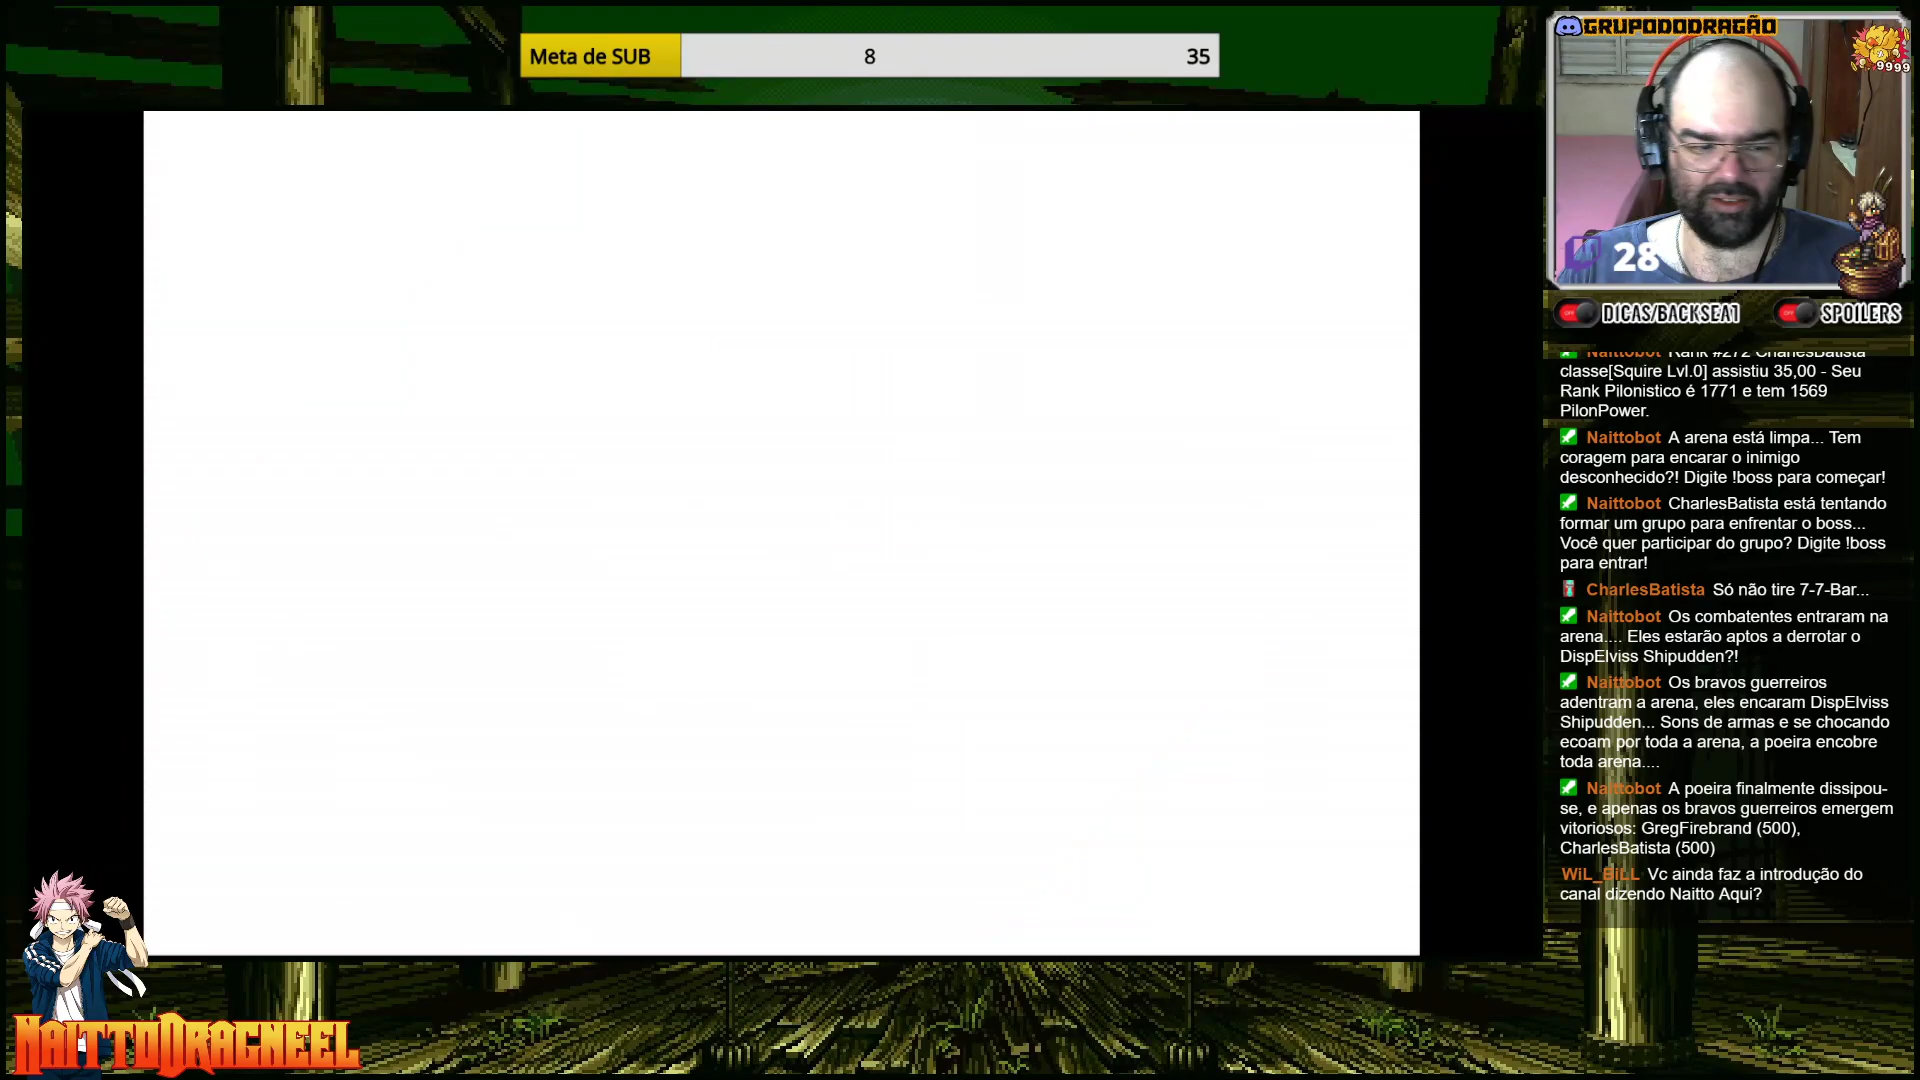 Meta de SUB 8 35
GRUPODODRAGÃO
9999
28
DICAS/BACKSEAT
SPOILERS
OFF
OFF
Naittobot Rank #272 CharlesBatista
classe[Squire Lvl.0] assistiu 35,00 - Seu
Rank Pilonistico é 1771 e tem 1569
PilonPower.
Naittobot A arena está limpa... Tem
coragem para encarar o inimigo
desconhecido?! Digite !boss para começar!
Naittobot CharlesBatista está tentando
formar um grupo para enfrentar o boss...
Você quer participar do grupo? Digite !boss
para entrar!
CharlesBatista Só não tire 7-7-Bar...
Naittobot Os combatentes entraram na
arena.... Eles estarão aptos a derrotar o
DispElviss Shipudden?!
Naittobot Os bravos guerreiros
adentram a arena, eles encaram DispElviss
Shipudden... Sons de armas e se chocando
ecoam por toda a arena, a poeira encobre
toda arena....
Naittobot A poeira finalmente dissipou-
se, e apenas os bravos guerreiros emergem
vitoriosos: GregFirebrand (500),
CharlesBatista (500)
WiL_BiLL Vc ainda faz a introdução do
canal dizendo Naitto Aqui?
NAITTODRAGNEEL